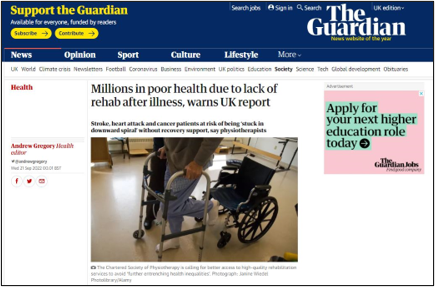 Support the Guardian
Available for everyone, funded by readers
Subscribe → Contribute →
Search jobs Sign in Search UK edition
The
Guardian
News website of the year
News Opinion Sport Culture Lifestyle More
UK World Climate crisis Newsletters Football Coronavirus Business Environment UK politics Education Society Science Tech Global development Obituaries
Health
Millions in poor health due to lack of
rehab after illness, warns UK report
Stroke, heart attack and cancer patients at risk of being 'stuck in
downward spiral' without recovery support, say physiotherapists
Andrew Gregory Health
editor
@andrewgregory
Wed 21 Sep 2022
The Chartered Society of Physiotherapy is calling for better access to high-quality rehabilitation
services to avoid 'further entrenching health inequalities'. Photograph: Janine Wiedel
Photolibrary/Alamy
Advertisement
Apply for
your next higher
education role
today
The
Guardian Jobs